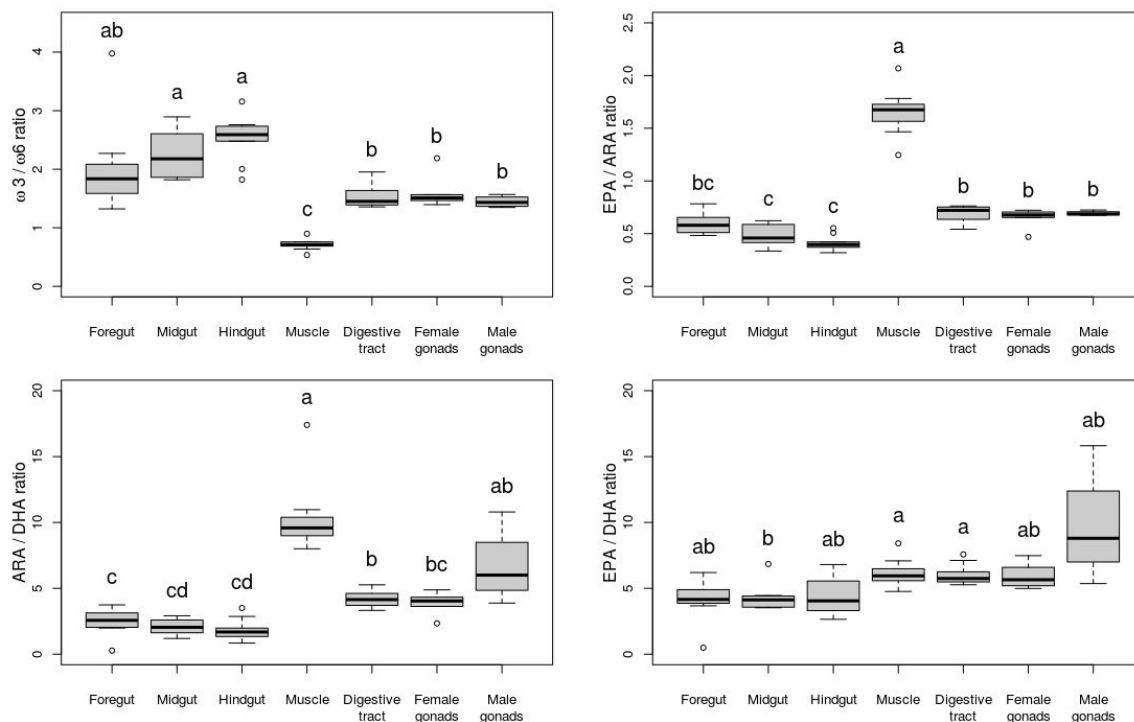 ω 3 / ω6 ratio
0 1 2 3 4
ab
a
a
c
b
b
b
Foregut Midgut Hindgut Muscle Digestive tract Female gonads Male gonads
EPA / ARA ratio
0.0 0.5 1.0 1.5 2.0 2.5
bc
c
c
a
b
b
b
Foregut Midgut Hindgut Muscle Digestive tract Female gonads Male gonads
ARA / DHA ratio
0 5 10 15 20
c
cd
cd
a
b
bc
ab
Foregut Midgut Hindgut Muscle Digestive tract Female gonads Male gonads
EPA / DHA ratio
0 5 10 15 20
ab
b
ab
a
a
ab
ab
Foregut Midgut Hindgut Muscle Digestive tract Female gonads Male gonads